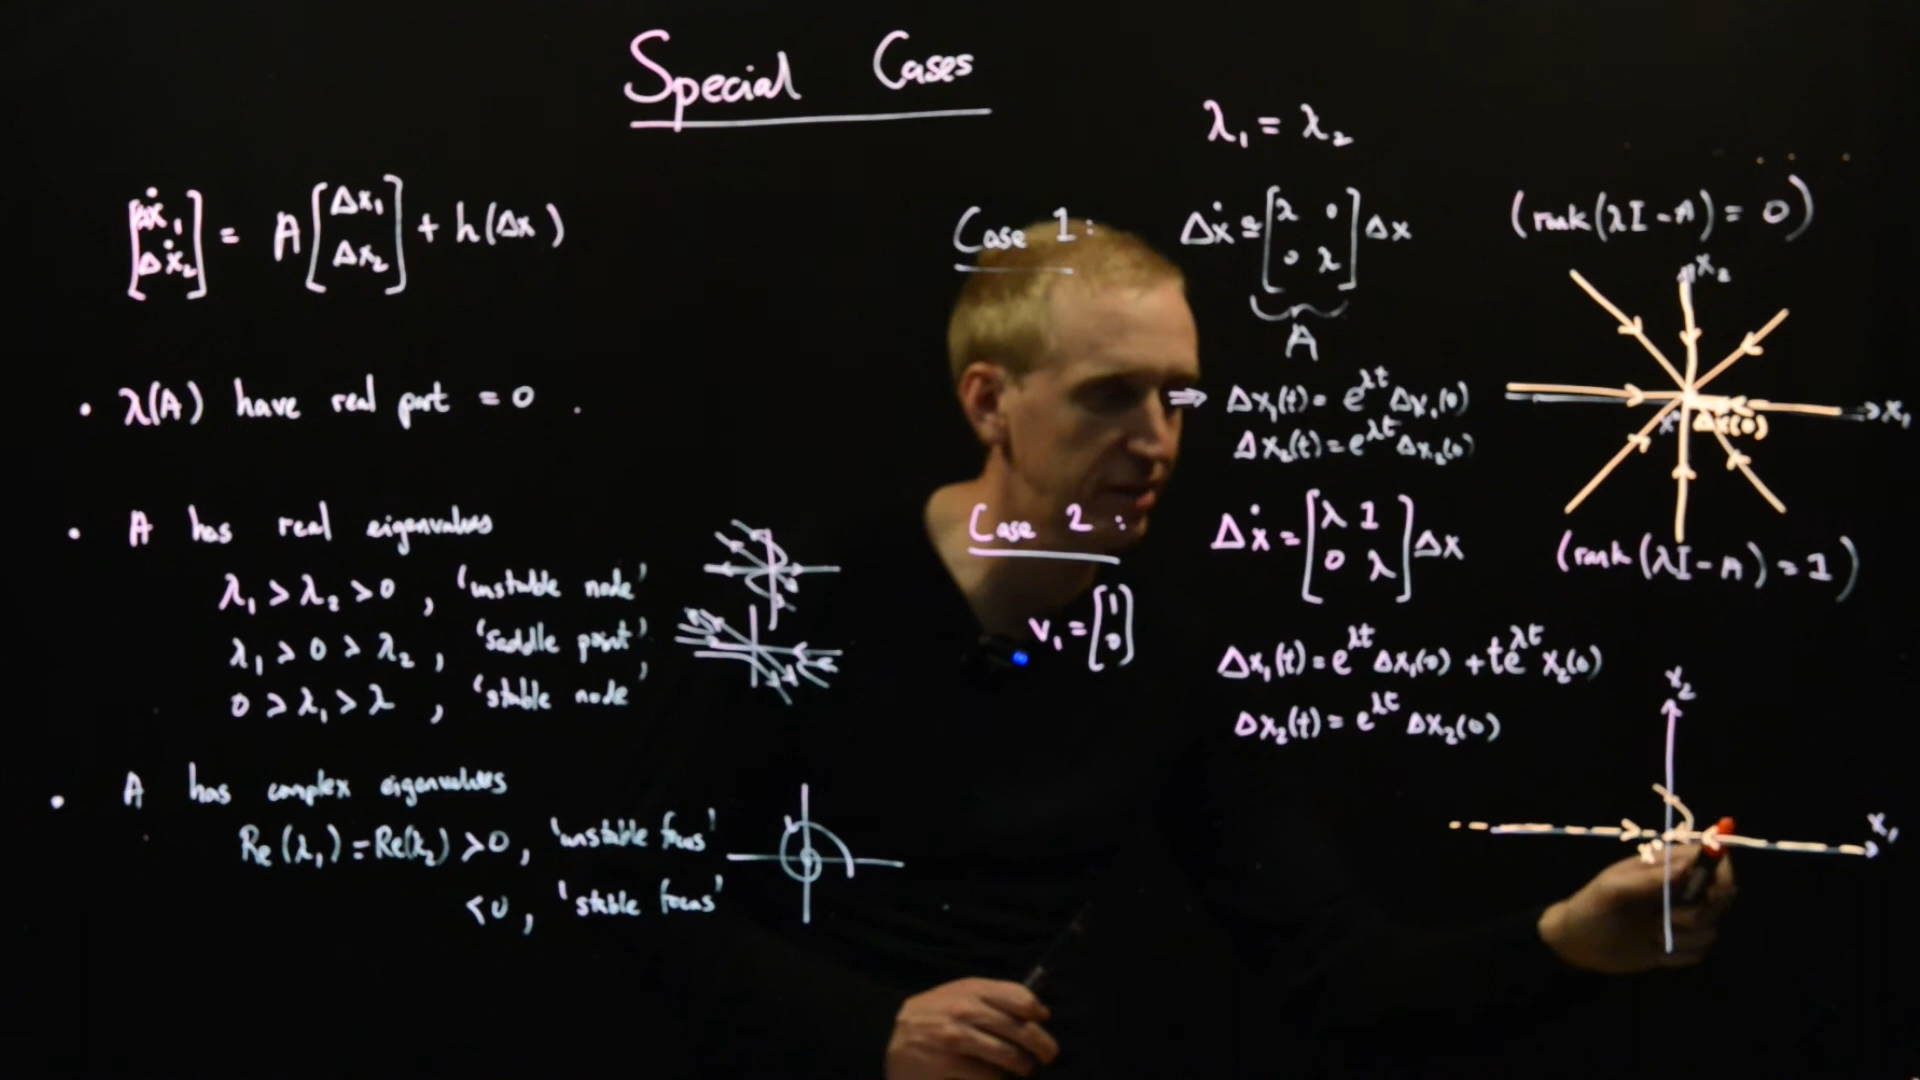 Special Cases
[Δẋ₁ Δẋ₂] = A [Δx₁ Δx₂] + h(Δx)
• λ(A) have real part = 0 .
• A has real eigenvalues
λ₁ > λ₂ > 0 , 'unstable node'
λ₁ > 0 > λ₂ , 'saddle point'
0 > λ₁ > λ , 'stable node'
• A has complex eigenvalues
Re(λ₁) = Re(λ₂) > 0 , 'unstable focus'
< 0 , 'stable focus'
λ₁ = λ₂
Case 1 : Δẋ = [λ 0; 0 λ] Δx (rank(λI - A) = 0)
A
⇒ Δx₁(t) = e^λt Δx₁(0)
Δx₂(t) = e^λt Δx₂(0)
x₂
x₁
x*
Δx(0)
Case 2 : Δẋ = [λ 1; 0 λ] Δx (rank(λI - A) = 1)
v₁ = [1 0]
Δx₁(t) = e^λt Δx₁(0) + te^λt x₂(0)
Δx₂(t) = e^λt Δx₂(0)
x₂
x₁
x*